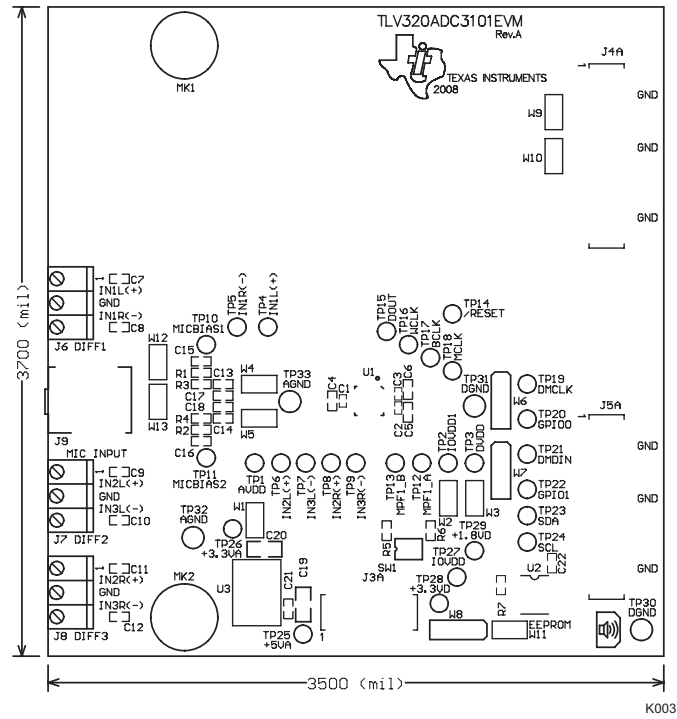 TLV320ADC3101EVM
Rev.A
TEXAS INSTRUMENTS
2008
MK1
J4A
1
GND
W9
W10
GND
GND
3700 (mil)
1
C7
IN1L(+)
GND
IN1R(-)
C8
J6 DIFF1
TP5
IN1R(-)
TP4
IN1L(+)
TP10
MICBIAS1
TP15
DOUT
TP16
WCLK
TP17
BCLK
TP18
MCLK
TP14
/RESET
W12
C15
R1
R3
C13
C17
C18
C14
R4
R2
C16
W13
W4
W5
TP33
AGND
U1
C4
C1
C3
C6
C2
C5
TP31
DGND
W6
TP19
DMCLK
TP20
GPIO0
J5A
1
J9
MIC INPUT
TP11
MICBIAS2
1
C9
IN2L(+)
GND
IN3L(-)
C10
J7 DIFF2
TP1
AVDD
TP6
IN2L(+)
TP7
IN3L(-)
TP8
IN2R(+)
TP9
IN3R(-)
TP13
MPF1_B
TP12
MPF1_A
TP2
IOVDD1
TP3
DVDD
W7
TP21
DMDIN
TP22
GPIO1
TP23
SDA
TP24
SCL
GND
GND
GND
TP32
AGND
W1
TP26
+3.3VA
C20
R5
SW1
J3A
R6
W2
W3
TP29
+1.8VD
TP27
IOVDD
TP28
+3.3VD
U2
C22
1
C11
IN2R(+)
GND
IN3R(-)
C12
J8 DIFF3
MK2
U3
C21
C19
TP25
+5VA
1
W8
R7
EEPROM
W11
TP30
DGND
3500 (mil)
K003